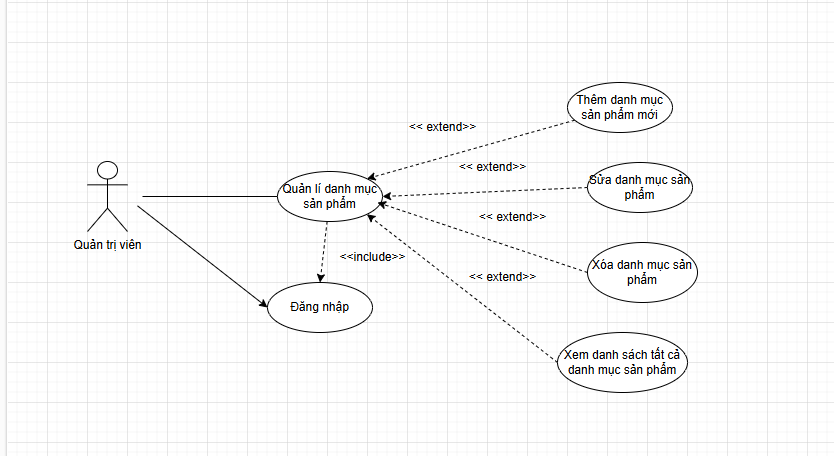 Thêm danh mục
sản phẩm mới
<< extend>>
<< extend>>
Sửa danh mục sản
phẩm
Quản lí danh mục
sản phẩm
<< extend>>
Quản trị viên
<<include>>
Xóa danh mục sản
phẩm
<< extend>>
Đăng nhập
Xem danh sách tất cả
danh mục sản phẩm